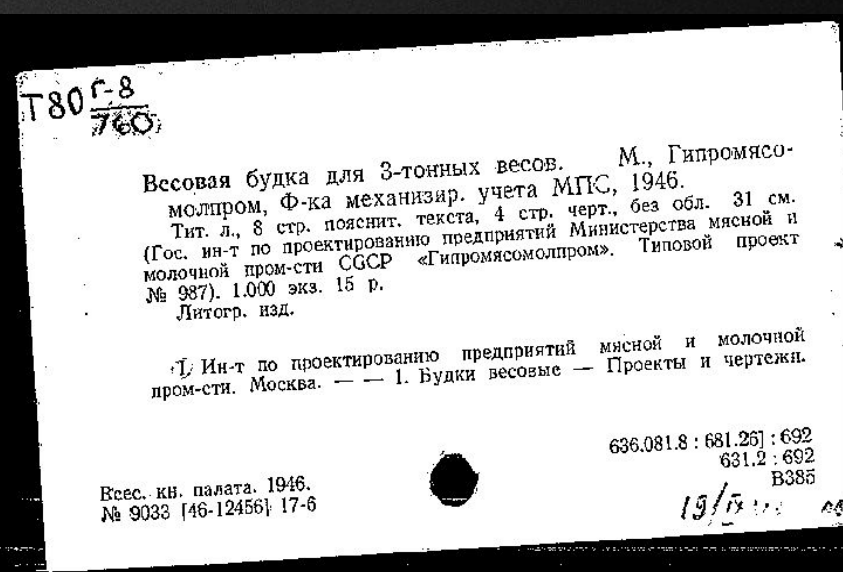 Т80 Г-8
760
Весовая будка для 3-тонных весов. М., Гипромясо-
молпром, Ф-ка механизир. учета МПС, 1946.
Тит. л., 8 стр. пояснит. текста, 4 стр. черт., без обл. 31 см.
(Гос. ин-т по проектированию предприятий Министерства мясной и
молочной пром-сти СССР «Гипромясомолпром». Типовой проект
№ 987). 1.000 экз. 15 р.
Литогр. изд.
I. Ин-т по проектированию предприятий мясной и молочной
пром-сти. Москва. — — 1. Будки весовые — Проекты и чертежи.
636.081.8 : 681.26] : 692
631.2 : 692
В385
Всес. кн. палата. 1946.
№ 9033 [46-12456] 17-6
19/IX